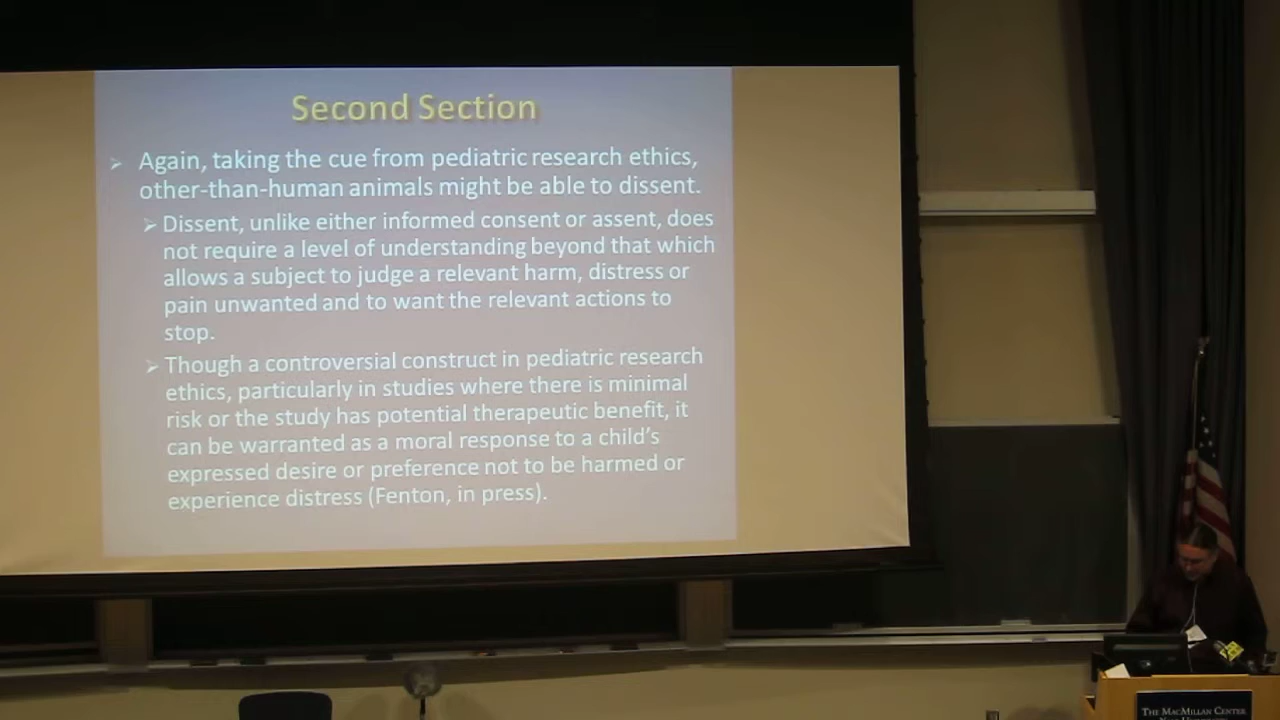 Second Section
Again, taking the cue from pediatric research ethics,
other-than-human animals might be able to dissent.
Dissent, unlike either informed consent or assent, does
not require a level of understanding beyond that which
allows a subject to judge a relevant harm, distress or
pain unwanted and to want the relevant actions to
stop.
Though a controversial construct in pediatric research
ethics, particularly in studies where there is minimal
risk or the study has potential therapeutic benefit, it
can be warranted as a moral response to a child's
expressed desire or preference not to be harmed or
experience distress (Fenton, in press).
THE MACMILLAN CENTER